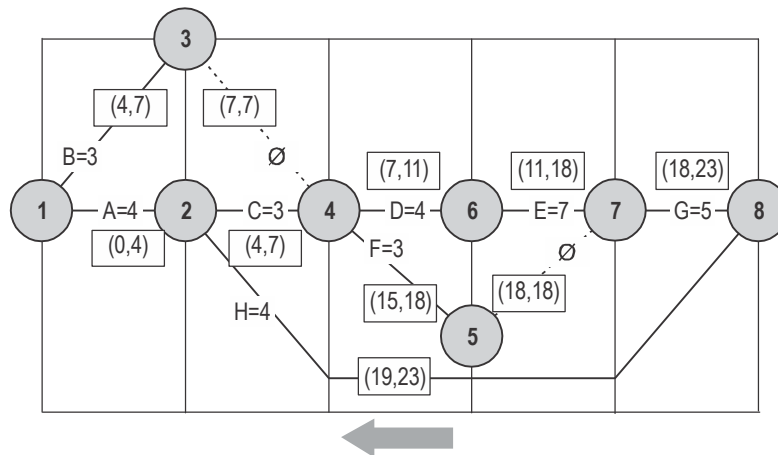 3
(4,7)
(7,7)
B=3
Ø
(7,11)
(11,18)
(18,23)
1
A=4
2
C=3
4
D=4
6
E=7
7
G=5
8
(0,4)
(4,7)
F=3
Ø
H=4
(15,18)
(18,18)
5
(19,23)